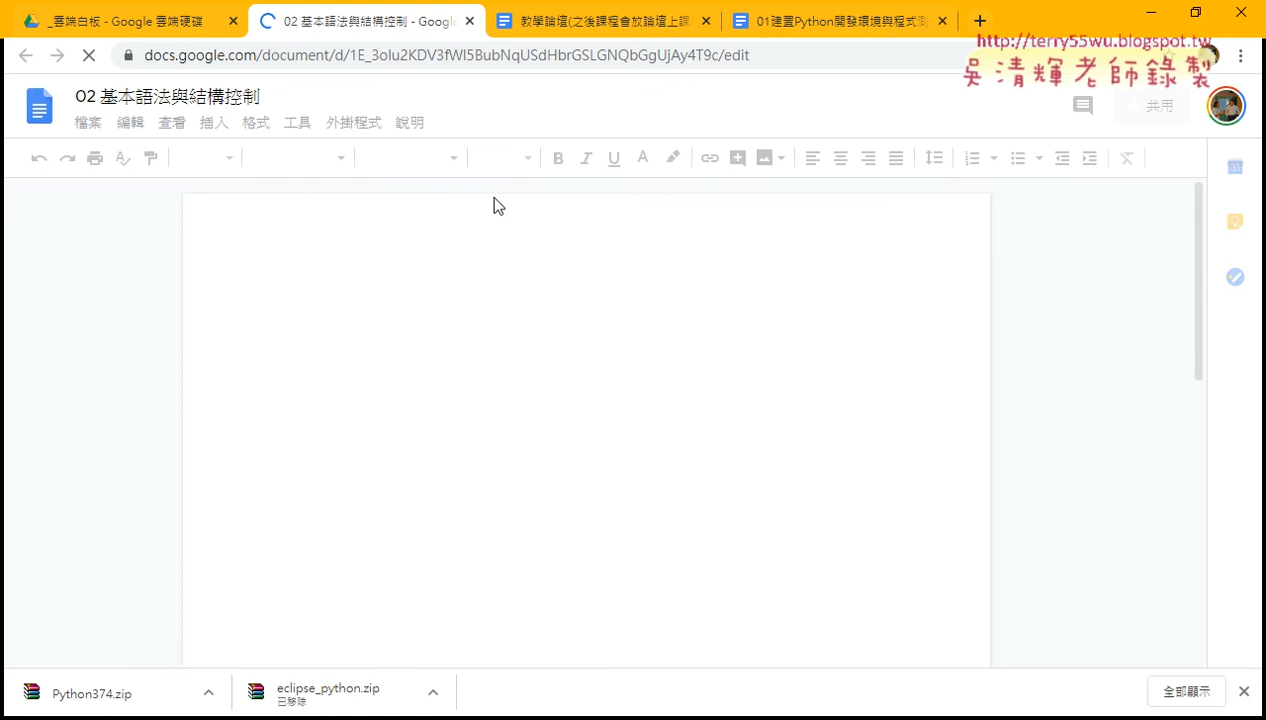 _雲端白板 - Google 雲端硬碟
02 基本語法與結構控制 - Google
教學論壇(之後課程會放論壇上課
01建置Python開發環境與程式測
docs.google.com/document/d/1E_3olu2KDV3fWI5BubNqUSdHbrGSLGNQbGgUjAy4T9c/edit
http://terry55wu.blogspot.tw
吳清輝老師錄製
02 基本語法與結構控制
檔案 編輯 查看 插入 格式 工具 外掛程式 說明
共用
B I U A
31
Python374.zip
eclipse_python.zip
已移除
全部顯示